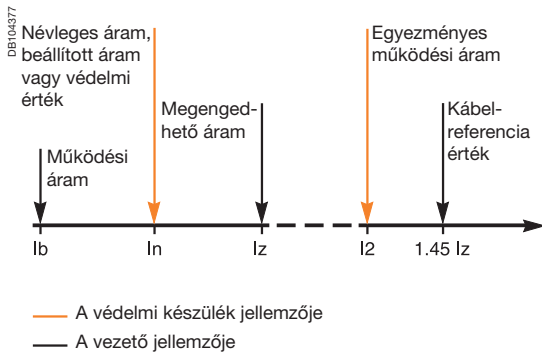 DB104377
Névleges áram,
beállított áram
vagy védelmi
érték
Egyezményes
működési áram
Megenged-
hető áram
Kábel-
referencia
érték
Működési
áram
Ib In Iz I2 1.45 Iz
A védelmi készülék jellemzője
A vezető jellemzője